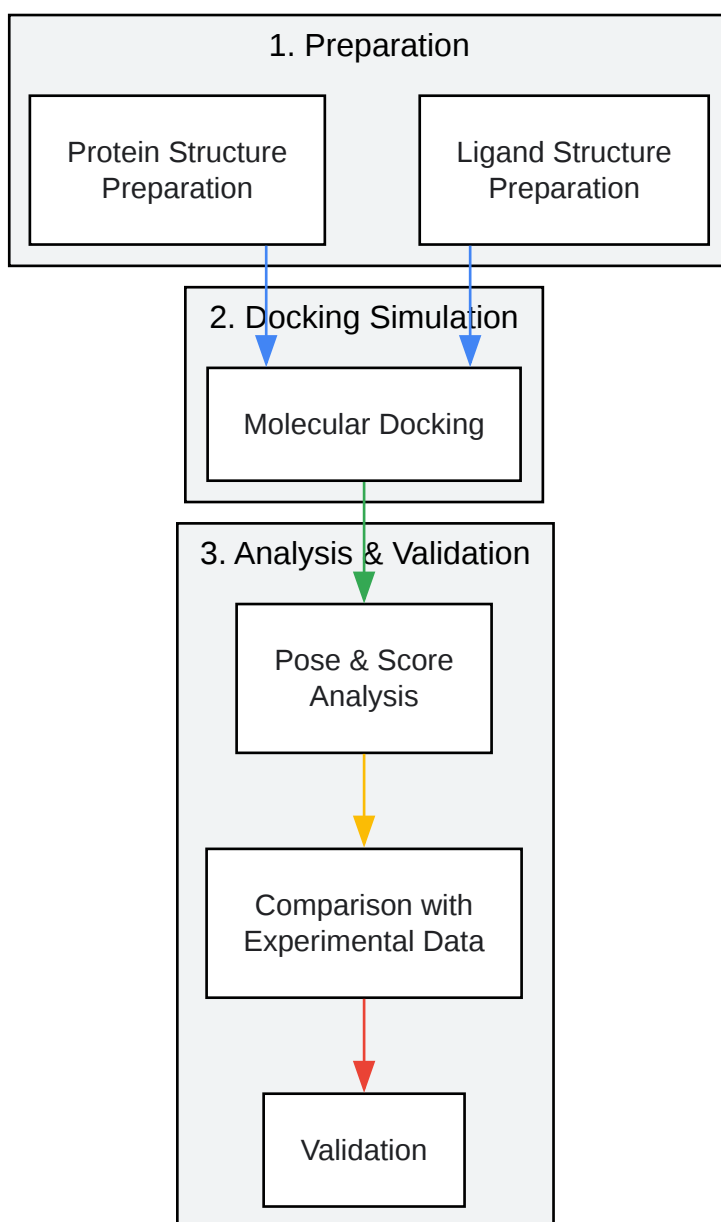 1. Preparation
Protein Structure
Preparation
Ligand Structure
Preparation
2. Docking Simulation
Molecular Docking
3. Analysis & Validation
Pose & Score
Analysis
Comparison with
Experimental Data
Validation